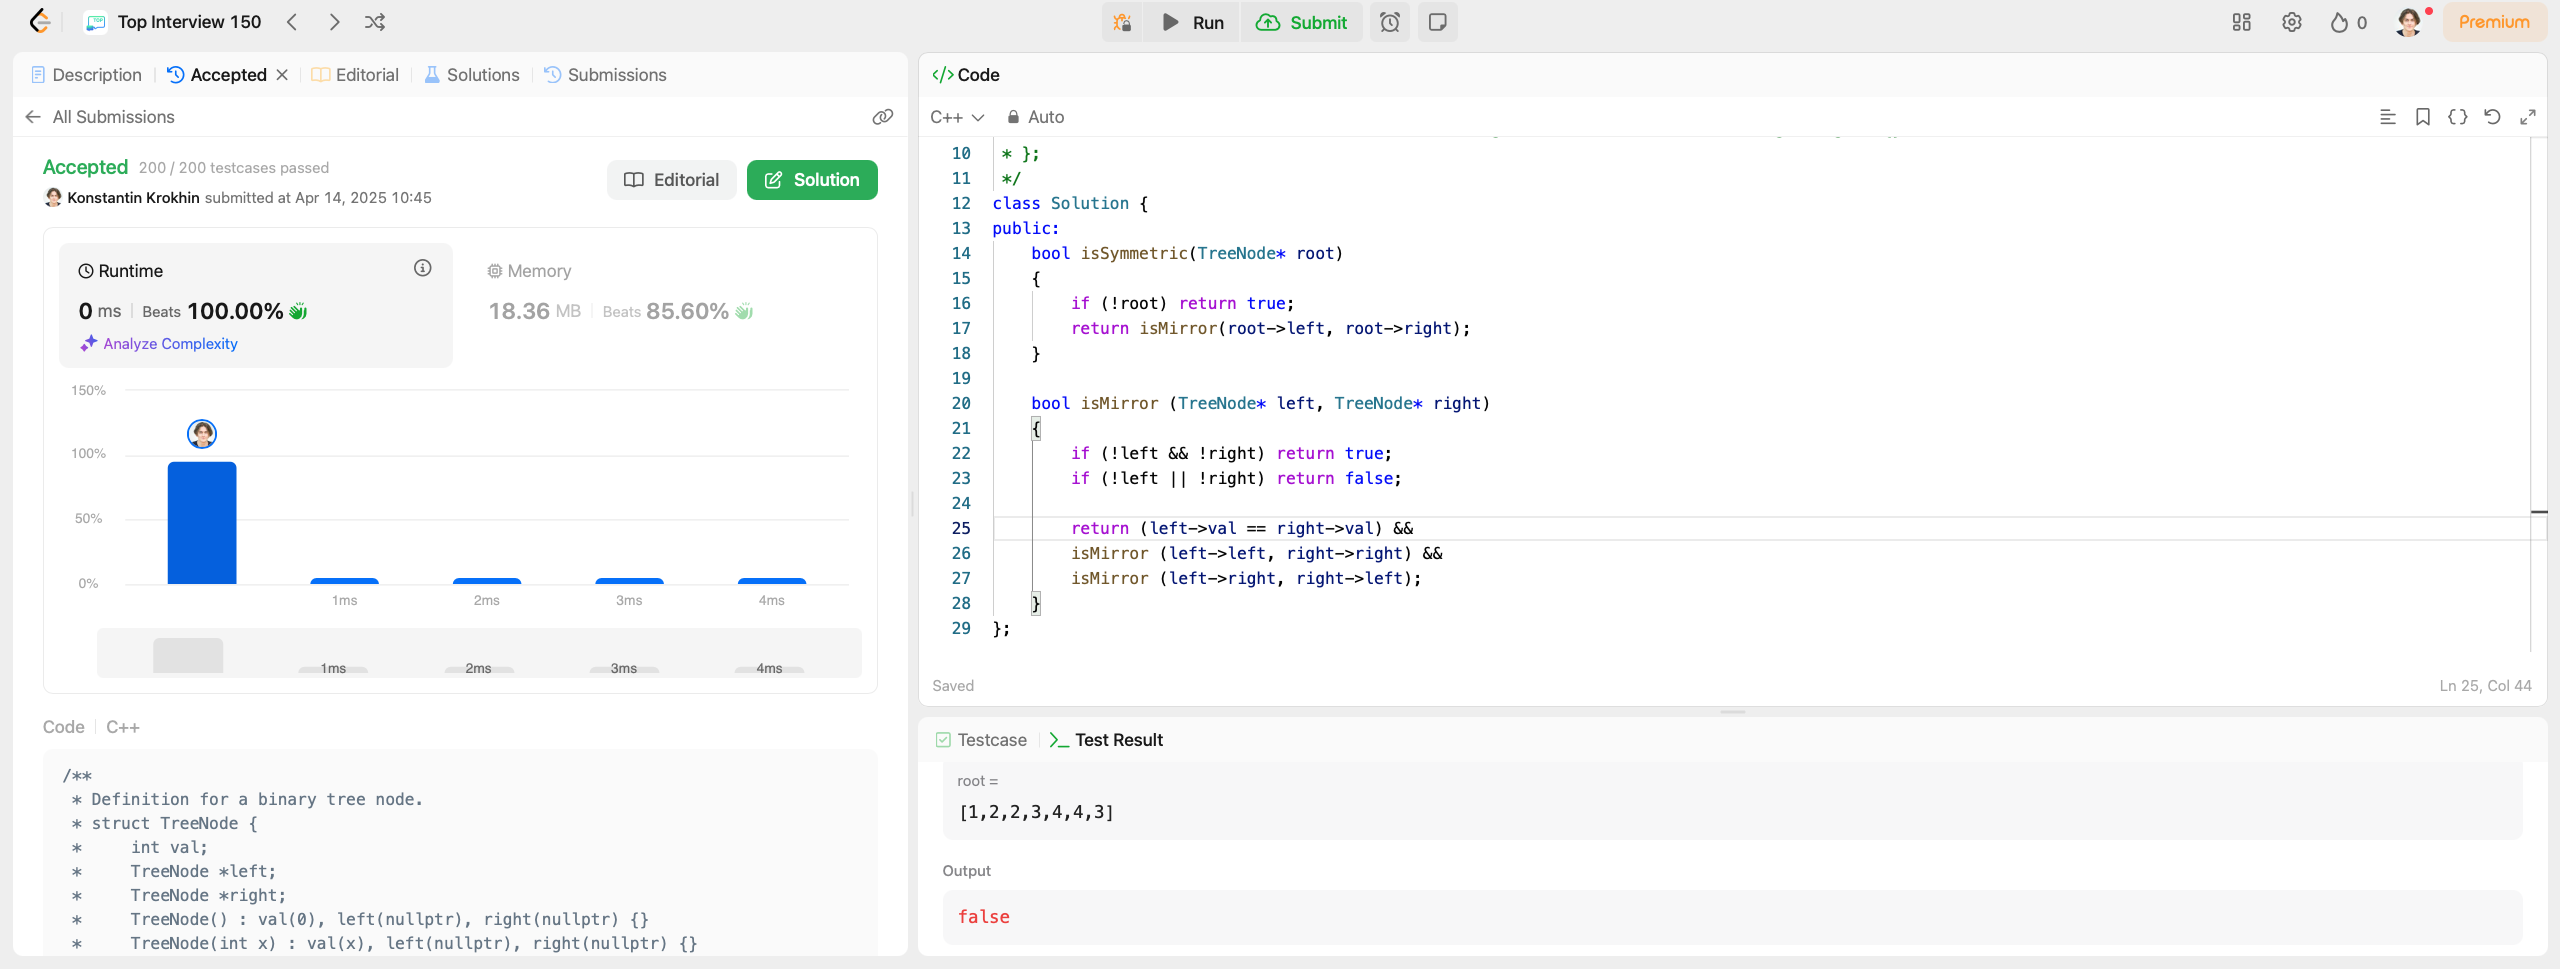 Top Interview 150
Run
Submit
0
Premium
Description
Accepted
Editorial
Solutions
Submissions
All Submissions
Accepted 200 / 200 testcases passed
Konstantin Krokhin submitted at Apr 14, 2025 10:45
Editorial
Solution
Runtime
0 ms Beats 100.00%
Analyze Complexity
Memory
18.36 MB Beats 85.60%
150%
100%
50%
0%
1ms 2ms 3ms 4ms
1ms 2ms 3ms 4ms
Code C++
/**
* Definition for a binary tree node.
* struct TreeNode {
* int val;
* TreeNode *left;
* TreeNode *right;
* TreeNode() : val(0), left(nullptr), right(nullptr) {}
* TreeNode(int x) : val(x), left(nullptr), right(nullptr) {}
</> Code
C++ Auto
10 * };
11 */
12 class Solution {
13 public:
14 bool isSymmetric(TreeNode* root)
15 {
16 if (!root) return true;
17 return isMirror(root->left, root->right);
18 }
19
20 bool isMirror (TreeNode* left, TreeNode* right)
21 {
22 if (!left && !right) return true;
23 if (!left || !right) return false;
24
25 return (left->val == right->val) &&
26 isMirror (left->left, right->right) &&
27 isMirror (left->right, right->left);
28 }
29 };
Saved
Ln 25, Col 44
Testcase
Test Result
root =
[1,2,2,3,4,4,3]
Output
false